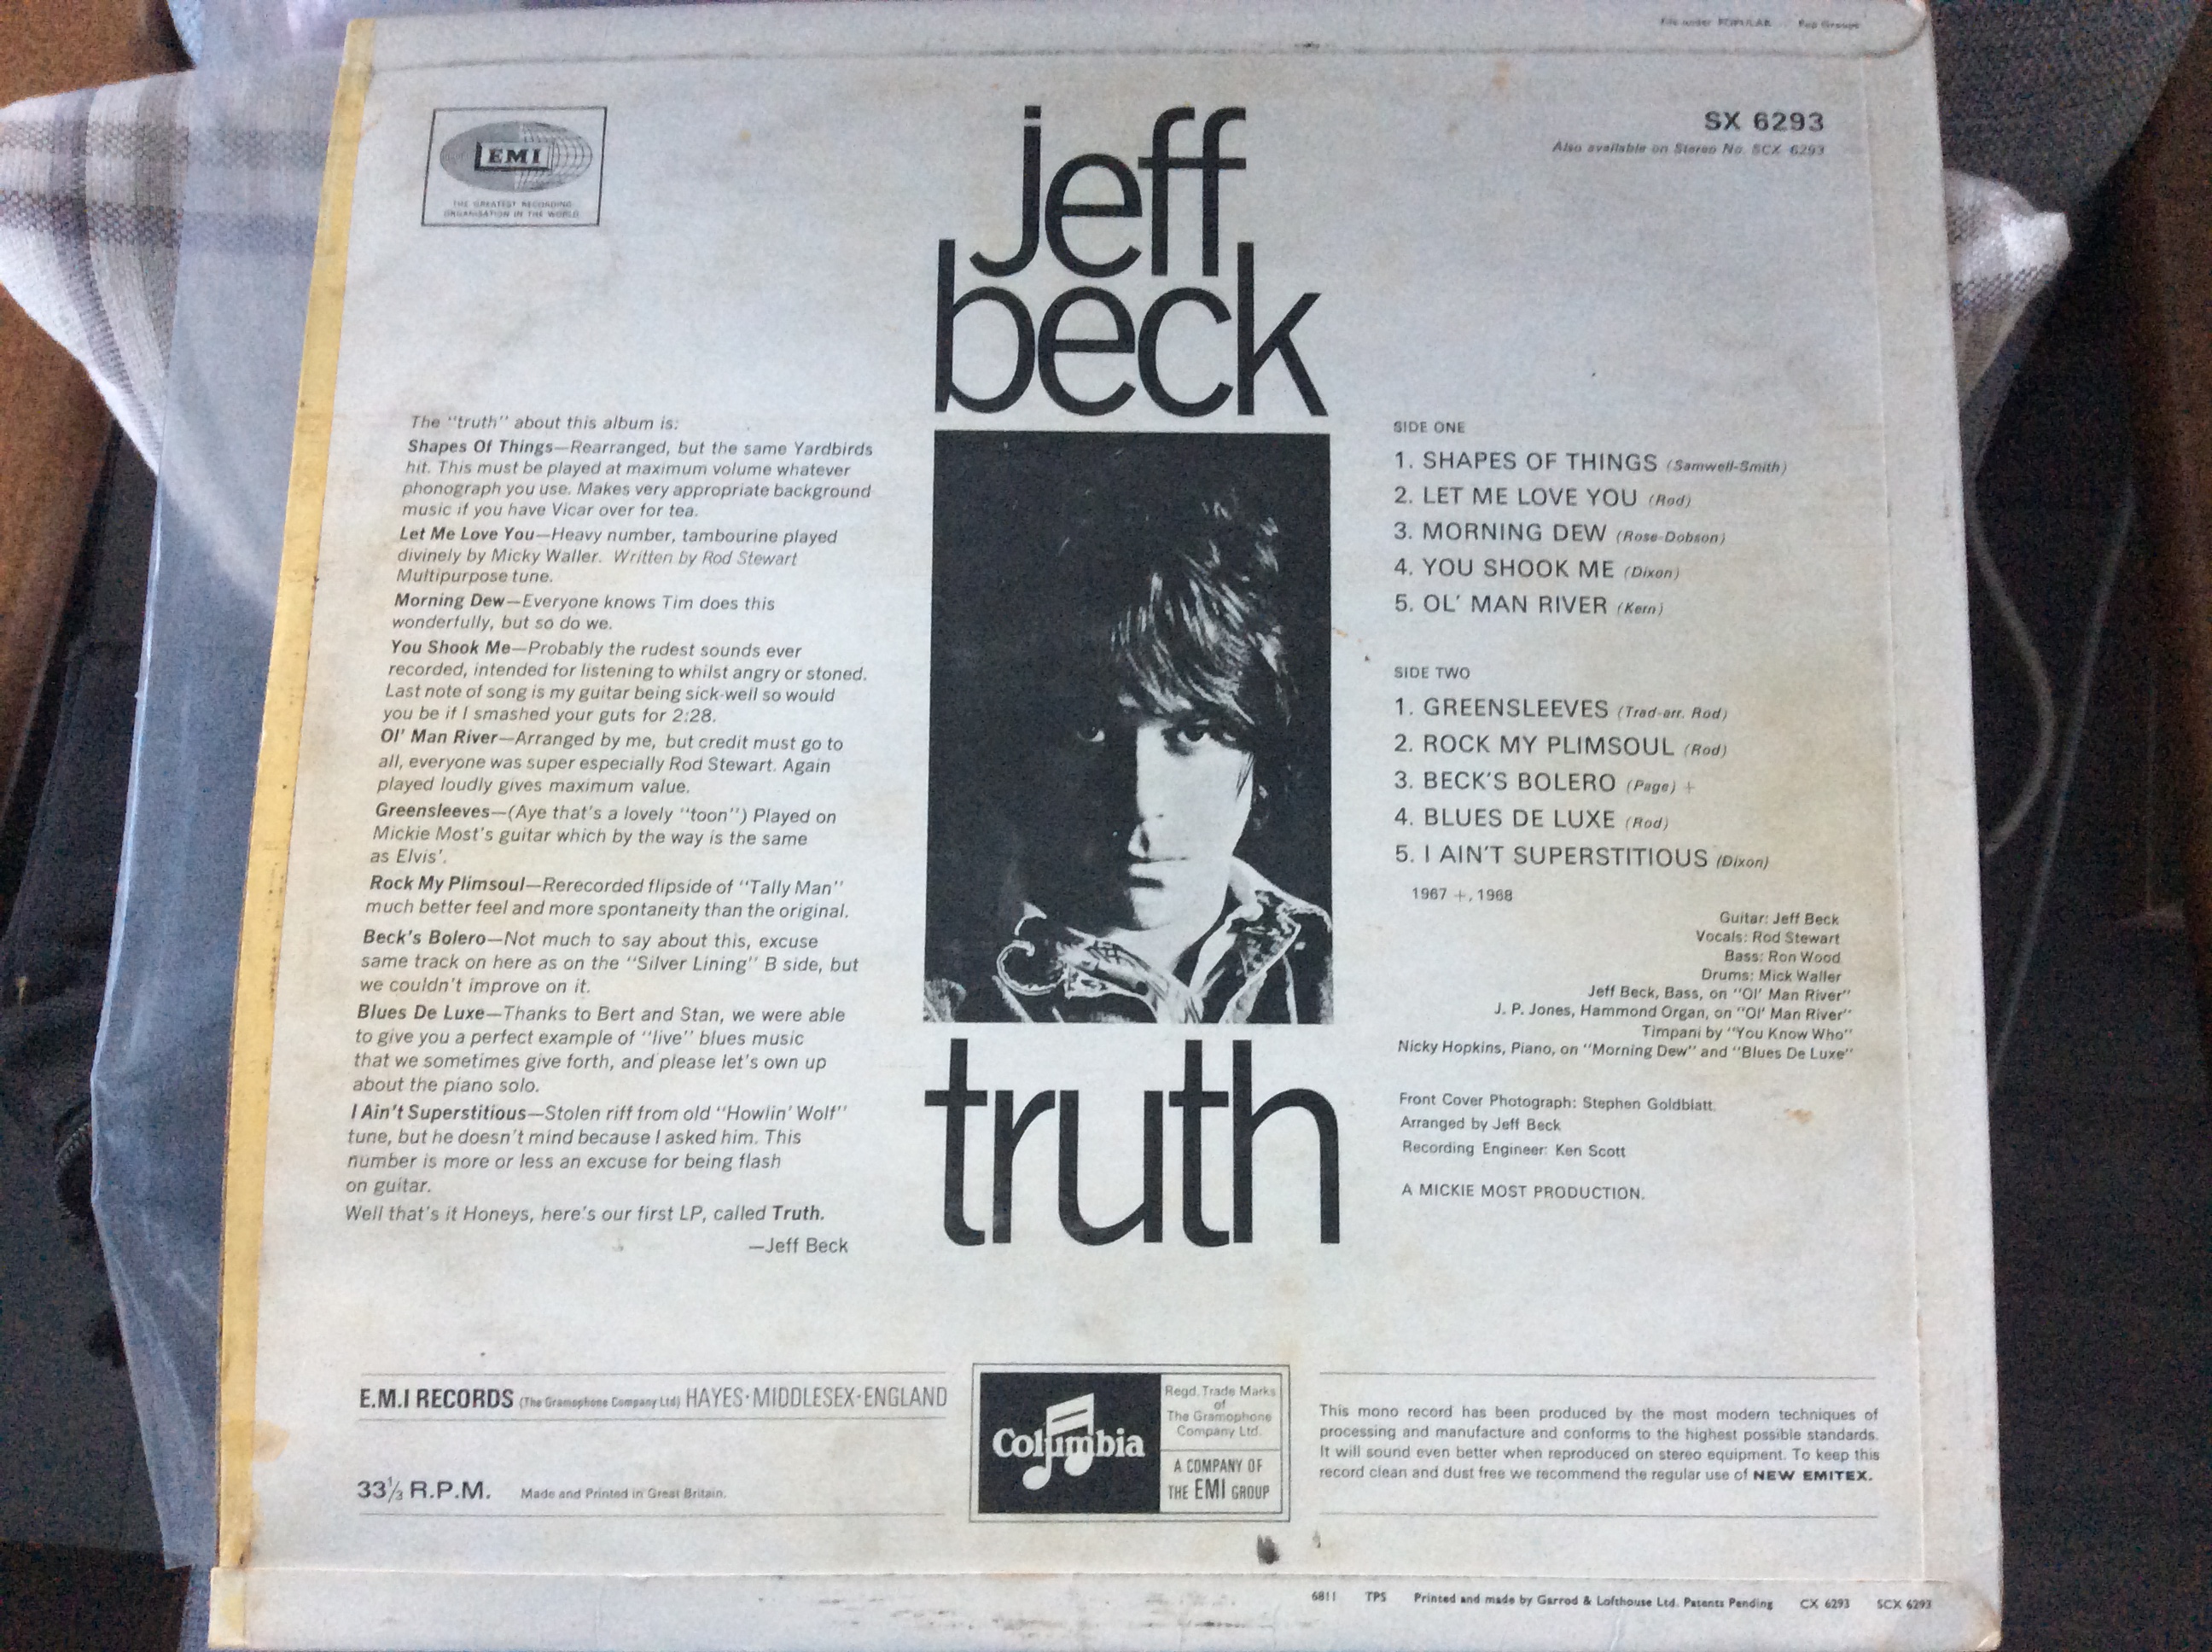 File under POPULAR : Pop Groups
EMI
THE GREATEST RECORDING
ORGANISATION IN THE WORLD
jeff
beck
SX 6293
Also available on Stereo No. SCX 6293
The "truth" about this album is:
Shapes Of Things—Rearranged, but the same Yardbirds
hit. This must be played at maximum volume whatever
phonograph you use. Makes very appropriate background
music if you have Vicar over for tea.
Let Me Love You—Heavy number, tambourine played
divinely by Micky Waller. Written by Rod Stewart
Multipurpose tune.
Morning Dew—Everyone knows Tim does this
wonderfully, but so do we.
You Shook Me—Probably the rudest sounds ever
recorded, intended for listening to whilst angry or stoned.
Last note of song is my guitar being sick-well so would
you be if I smashed your guts for 2:28.
Ol' Man River—Arranged by me, but credit must go to
all, everyone was super especially Rod Stewart. Again
played loudly gives maximum value.
Greensleeves—(Aye that's a lovely "toon") Played on
Mickie Most's guitar which by the way is the same
as Elvis'.
Rock My Plimsoul—Rerecorded flipside of "Tally Man"
much better feel and more spontaneity than the original.
Beck's Bolero—Not much to say about this, excuse
same track on here as on the "Silver Lining" B side, but
we couldn't improve on it.
Blues De Luxe—Thanks to Bert and Stan, we were able
to give you a perfect example of "live" blues music
that we sometimes give forth, and please let's own up
about the piano solo.
I Ain't Superstitious—Stolen riff from old "Howlin' Wolf"
tune, but he doesn't mind because I asked him. This
number is more or less an excuse for being flash
on guitar.
Well that's it Honeys, here's our first LP, called Truth.
—Jeff Beck
truth
SIDE ONE
1. SHAPES OF THINGS (Samwell-Smith)
2. LET ME LOVE YOU (Rod)
3. MORNING DEW (Rose-Dobson)
4. YOU SHOOK ME (Dixon)
5. OL' MAN RIVER (Kern)
SIDE TWO
1. GREENSLEEVES (Trad-arr. Rod)
2. ROCK MY PLIMSOUL (Rod)
3. BECK'S BOLERO (Page) +
4. BLUES DE LUXE (Rod)
5. I AIN'T SUPERSTITIOUS (Dixon)
1967 +, 1968
Guitar: Jeff Beck
Vocals: Rod Stewart
Bass: Ron Wood
Drums: Mick Waller
Jeff Beck, Bass, on "Ol' Man River"
J. P. Jones, Hammond Organ, on "Ol' Man River"
Timpani by "You Know Who"
Nicky Hopkins, Piano, on "Morning Dew" and "Blues De Luxe"
Front Cover Photograph: Stephen Goldblatt.
Arranged by Jeff Beck
Recording Engineer: Ken Scott
A MICKIE MOST PRODUCTION.
E.M.I RECORDS (The Gramophone Company Ltd) HAYES·MIDDLESEX·ENGLAND
33⅓ R.P.M. Made and Printed in Great Britain.
Columbia
Regd. Trade Marks
of
The Gramophone
Company Ltd.
A COMPANY OF
THE EMI GROUP
This mono record has been produced by the most modern techniques of
processing and manufacture and conforms to the highest possible standards.
It will sound even better when reproduced on stereo equipment. To keep this
record clean and dust free we recommend the regular use of NEW EMITEX.
6811 TPS Printed and made by Garrod & Lofthouse Ltd. Patents Pending CX 6293 SCX 6293